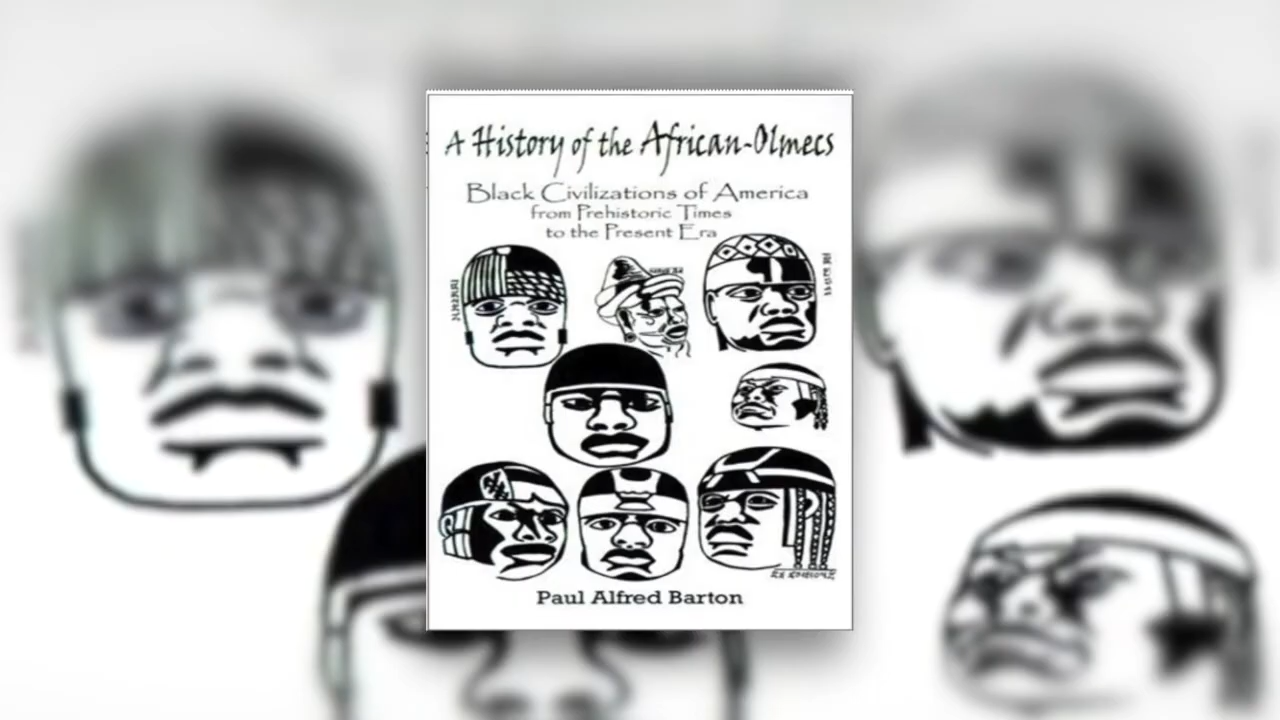 A History of the African-Olmecs
Black Civilizations of America
from Prehistoric Times
to the Present Era
Paul Alfred Barton